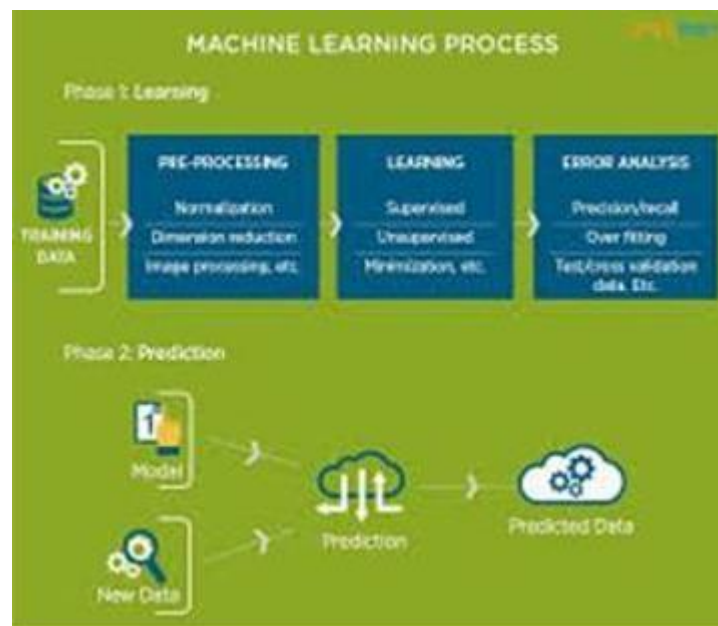 MACHINE LEARNING PROCESS
Phase 1: Learning
TRAINING
DATA
PRE-PROCESSING
Normalization
Dimension reduction
Image processing, etc.
LEARNING
Supervised
Unsupervised
Minimization, etc.
ERROR ANALYSIS
Precision/recall
Over fitting
Test/cross validation
data. Etc.
Phase 2: Prediction
1
Model
New Data
Prediction
Predicted Data